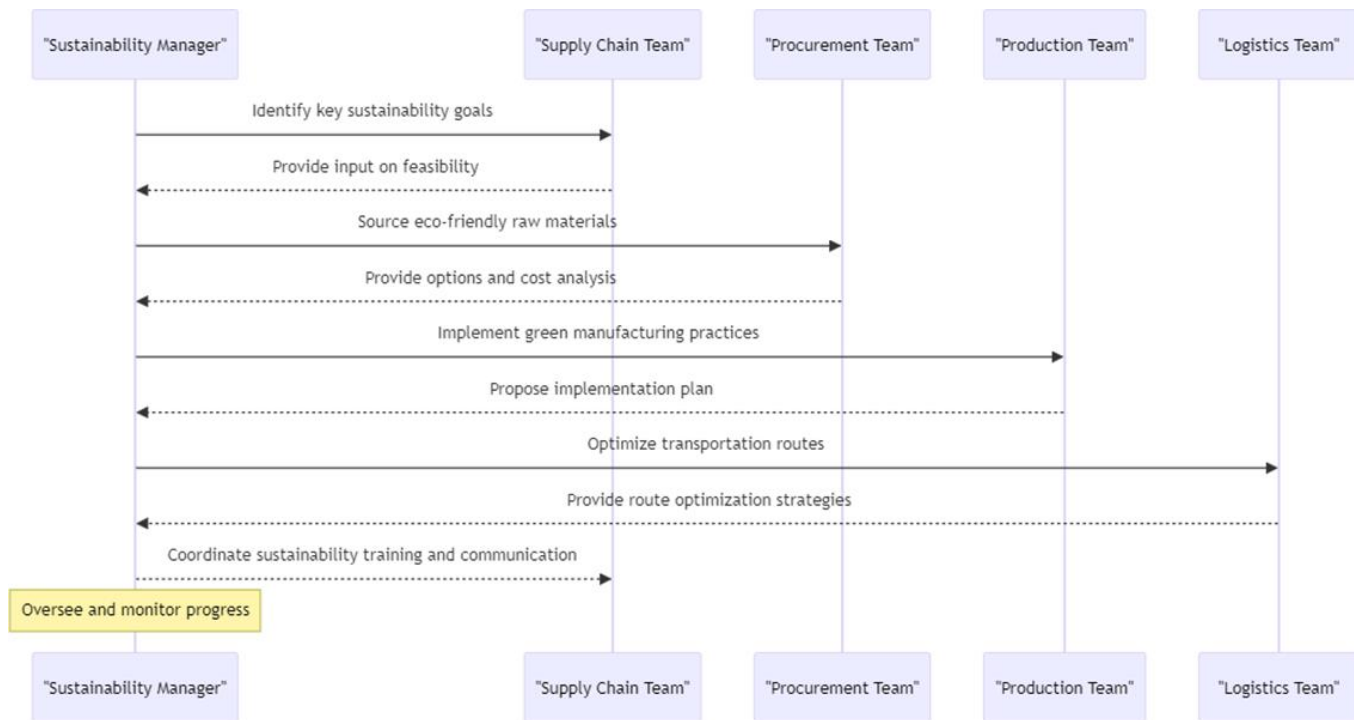 "Sustainability Manager"
"Supply Chain Team"
"Procurement Team"
"Production Team"
"Logistics Team"
Identify key sustainability goals
Provide input on feasibility
Source eco-friendly raw materials
Provide options and cost analysis
Implement green manufacturing practices
Propose implementation plan
Optimize transportation routes
Provide route optimization strategies
Coordinate sustainability training and communication
Oversee and monitor progress
"Sustainability Manager"
"Supply Chain Team"
"Procurement Team"
"Production Team"
"Logistics Team"